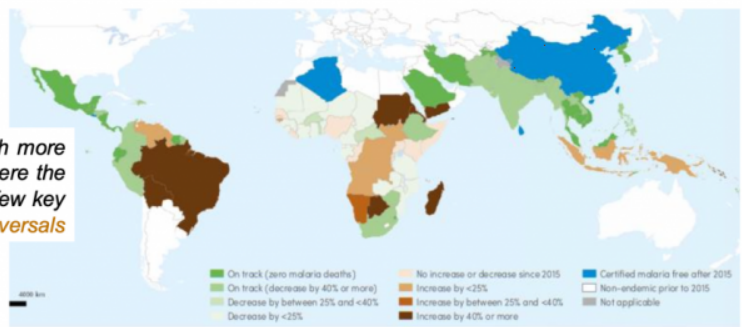 h more
ere the
ew key
versals
4000 km
On track (zero malaria deaths)
On track (decrease by 40% or more)
Decrease by between 25% and <40%
Decrease by <25%
No increase or decrease since 2015
Increase by <25%
Increase by between 25% and <40%
Increase by 40% or more
Certified malaria free after 2015
Non-endemic prior to 2015
Not applicable